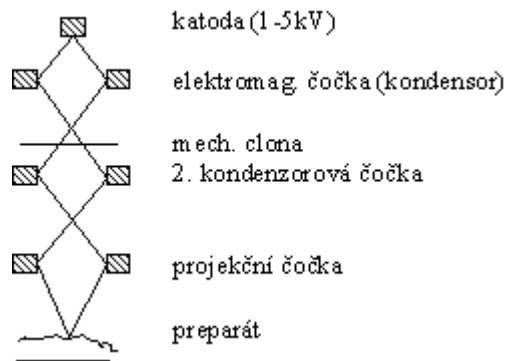 katoda (1-5kV)
elektromag. čočka (kondensor)
mech. clona
2. kondenzorová čočka
projekční čočka
preparát